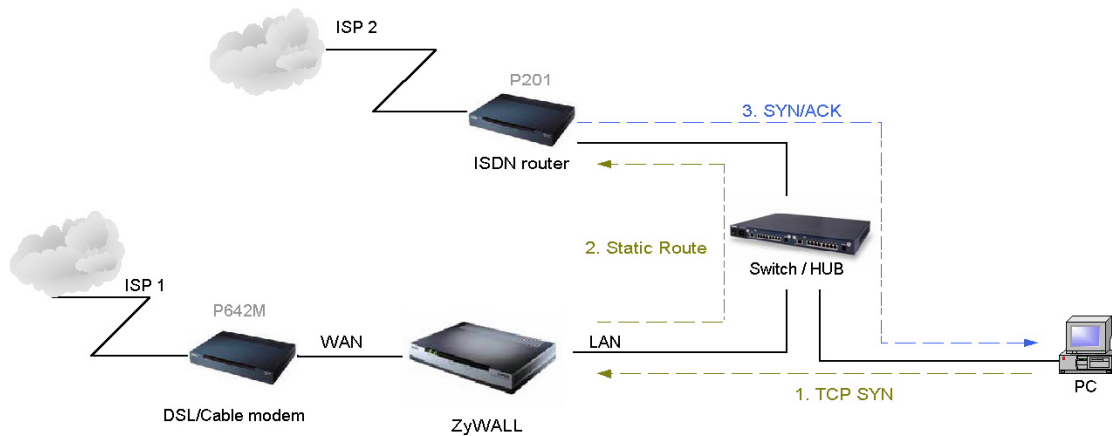 ISP 2
P201
3. SYN/ACK
ISDN router
2. Static Route
Switch / HUB
ISP 1
P642M
WAN
LAN
DSL/Cable modem
ZyWALL
1. TCP SYN
PC